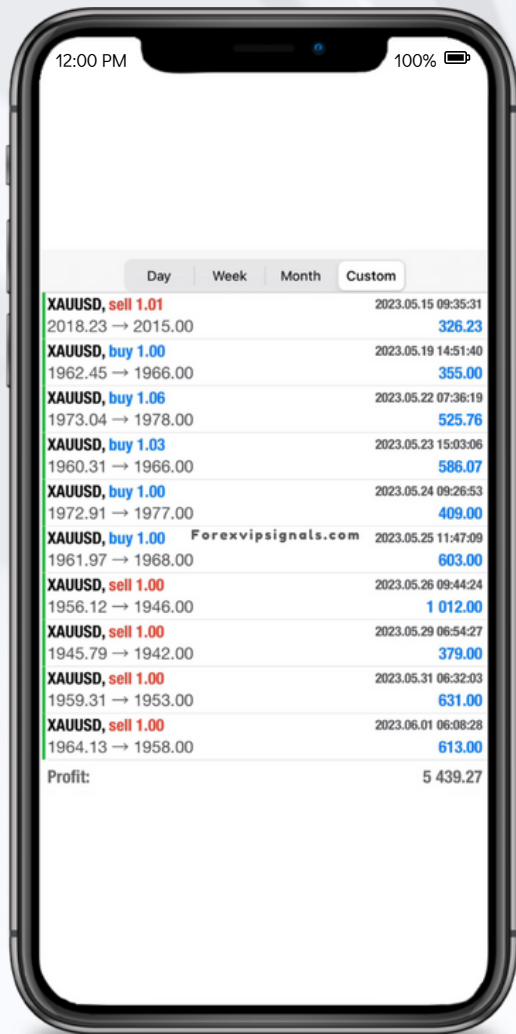 12:00 PM 100%
Day Week Month Custom
XAUUSD, sell 1.01 2023.05.15 09:35:31
2018.23 → 2015.00 326.23
XAUUSD, buy 1.00 2023.05.19 14:51:40
1962.45 → 1966.00 355.00
XAUUSD, buy 1.06 2023.05.22 07:36:19
1973.04 → 1978.00 525.76
XAUUSD, buy 1.03 2023.05.23 15:03:06
1960.31 → 1966.00 586.07
XAUUSD, buy 1.00 2023.05.24 09:26:53
1972.91 → 1977.00 409.00
XAUUSD, buy 1.00 Forexvipsignals.com 2023.05.25 11:47:09
1961.97 → 1968.00 603.00
XAUUSD, sell 1.00 2023.05.26 09:44:24
1956.12 → 1946.00 1 012.00
XAUUSD, sell 1.00 2023.05.29 06:54:27
1945.79 → 1942.00 379.00
XAUUSD, sell 1.00 2023.05.31 06:32:03
1959.31 → 1953.00 631.00
XAUUSD, sell 1.00 2023.06.01 06:08:28
1964.13 → 1958.00 613.00
Profit: 5 439.27